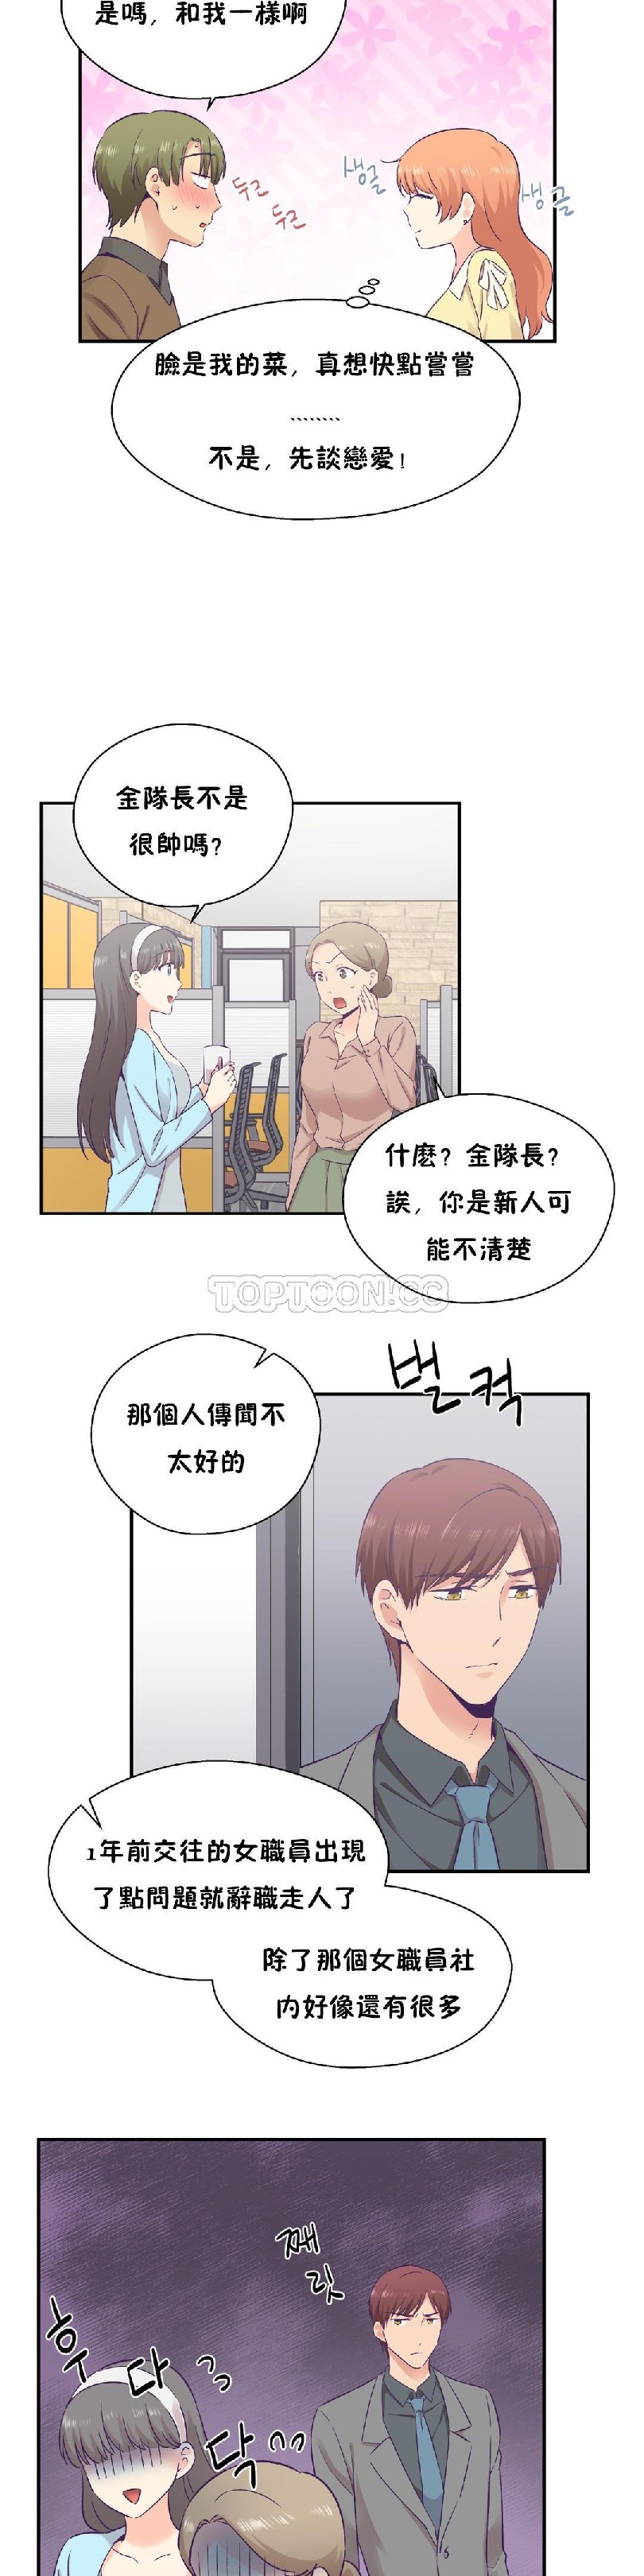 是嗎，和我一樣啊
두근
두근
생글
생글
臉是我的菜，真想快點嘗嘗
........
不是，先談戀愛！
金隊長不是
很帥嗎？
什麼？金隊長？
誒，你是新人可
能不清楚
TOPTOON.CC
벌컥
那個人傳聞不
太好的
1年前交往的女職員出現
了點問題就辭職走人了
除了那個女職員社
內好像還有很多
째
릿
후
다
닥